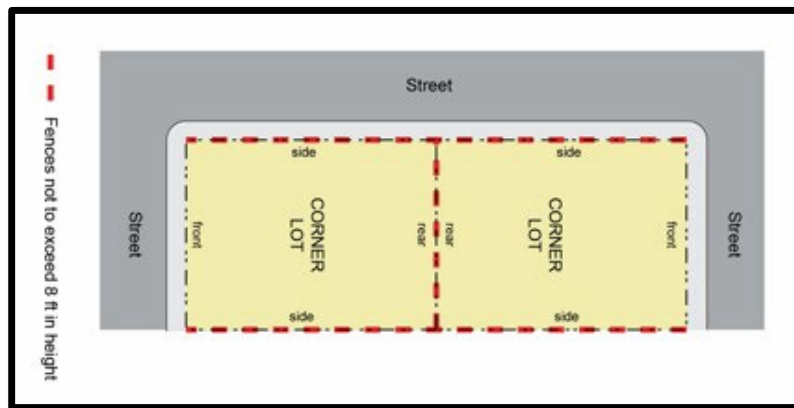 Street
side
side
Street
front
CORNER
LOT
rear
rear
CORNER
LOT
front
Street
side
side
Fences not to exceed 8 ft in height